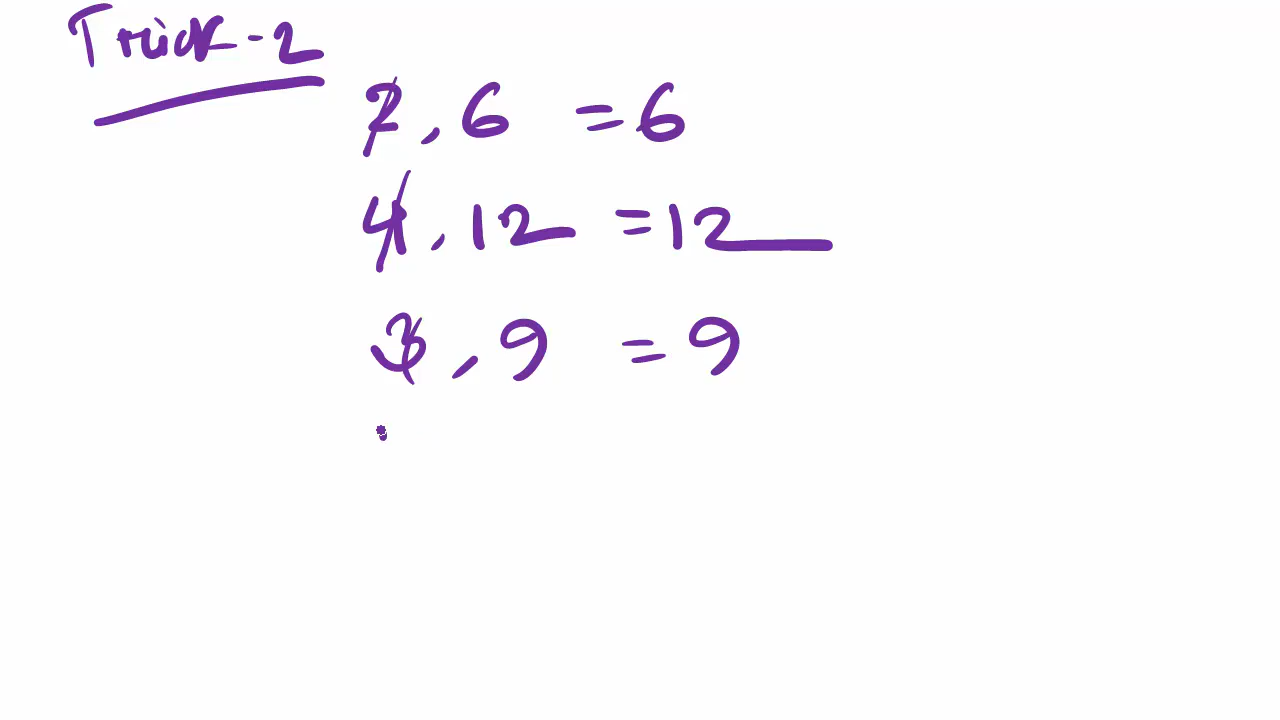 Trick-2
2, 6 = 6
4, 12 = 12
3, 9 = 9